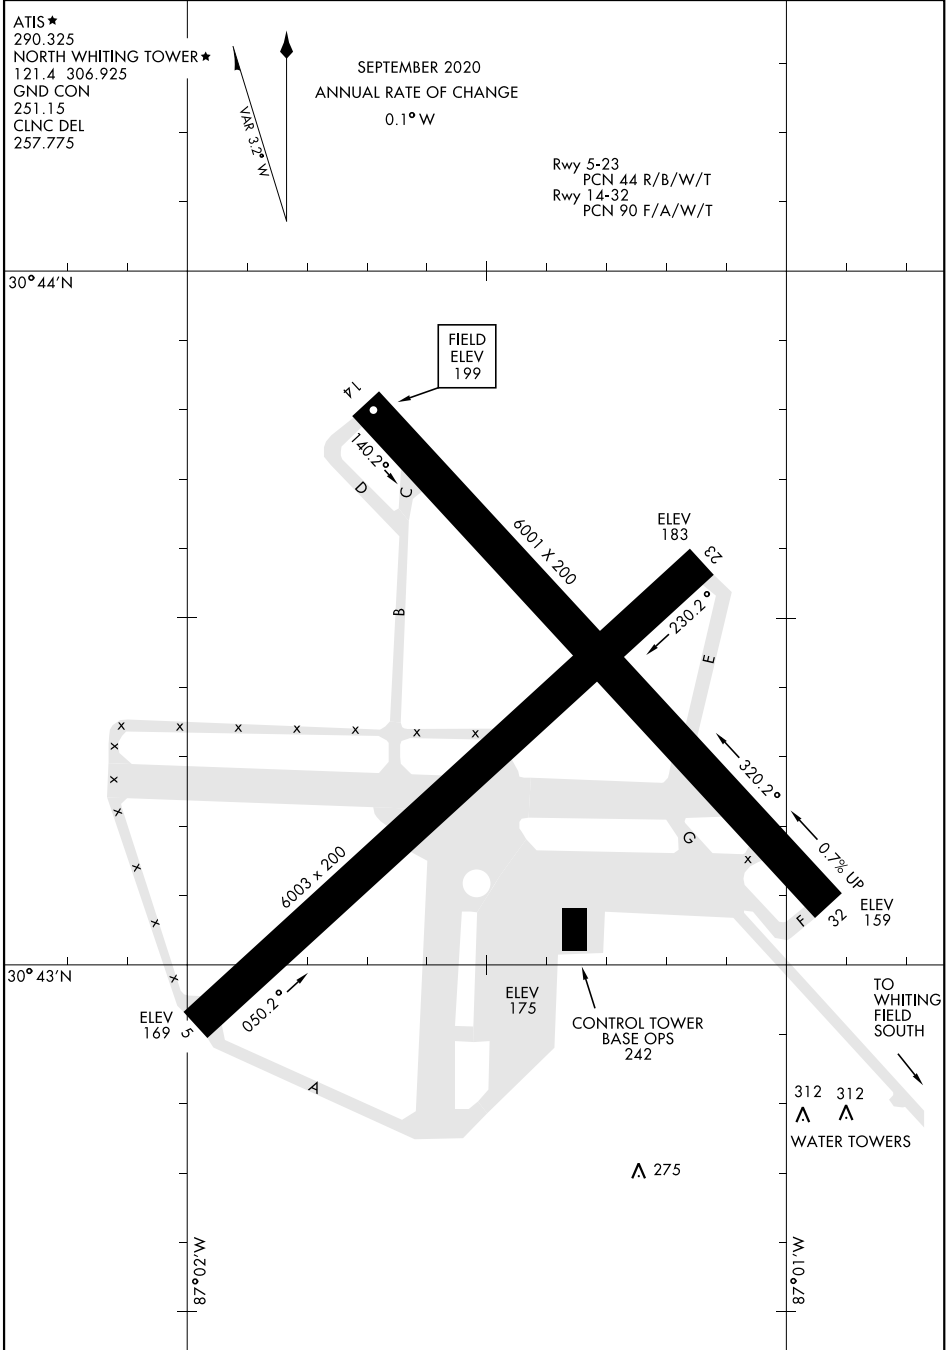 ATIS★
290.325
NORTH WHITING TOWER★
121.4 306.925
GND CON
251.15
CLNC DEL
257.775
VAR 3.2° W
SEPTEMBER 2020
ANNUAL RATE OF CHANGE
0.1° W
Rwy 5-23
PCN 44 R/B/W/T
Rwy 14-32
PCN 90 F/A/W/T
30°44'N
FIELD
ELEV
199
14
140.2°
D
C
6001 X 200
ELEV
183
23
230.2°
B
E
x
x
x
x
x
x
x
x
x
x
x
x
x
x
320.2°
G
0.7% UP
6003 x 200
F
32
ELEV
159
30°43'N
ELEV
169
5
050.2°
ELEV
175
CONTROL TOWER
BASE OPS
242
TO
WHITING
FIELD
SOUTH
A
312 312
WATER TOWERS
275
87°02'W
87°01'W